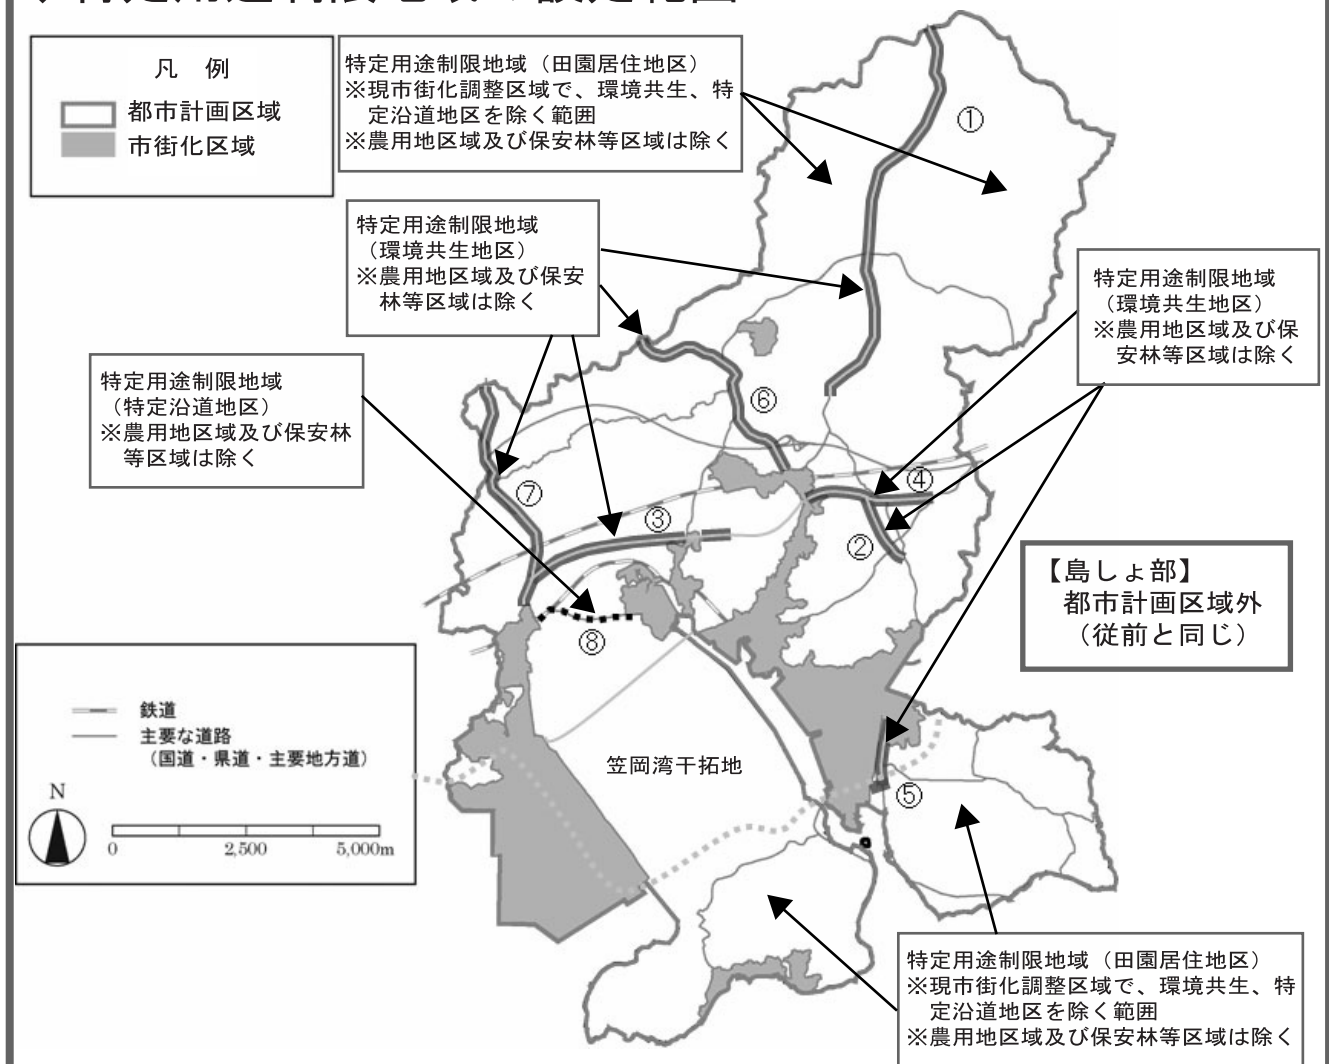 特定用途制限地域の設定範囲
凡 例
都市計画区域
市街化区域
特定用途制限地域（田園居住地区）
※現市街化調整区域で、環境共生、特
定沿道地区を除く範囲
※農用地区域及び保安林等区域は除く
①
特定用途制限地域
（環境共生地区）
※農用地区域及び保安
林等区域は除く
特定用途制限地域
（環境共生地区）
※農用地区域及び保
安林等区域は除く
特定用途制限地域
（特定沿道地区）
※農用地区域及び保安林
等区域は除く
⑥
④
⑦
③
②
【島しょ部】
都市計画区域外
（従前と同じ）
⑧
鉄道
主要な道路
（国道・県道・主要地方道）
N
0
2,500
5,000m
笠岡湾干拓地
⑤
特定用途制限地域（田園居住地区）
※現市街化調整区域で、環境共生、特
定沿道地区を除く範囲
※農用地区域及び保安林等区域は除く